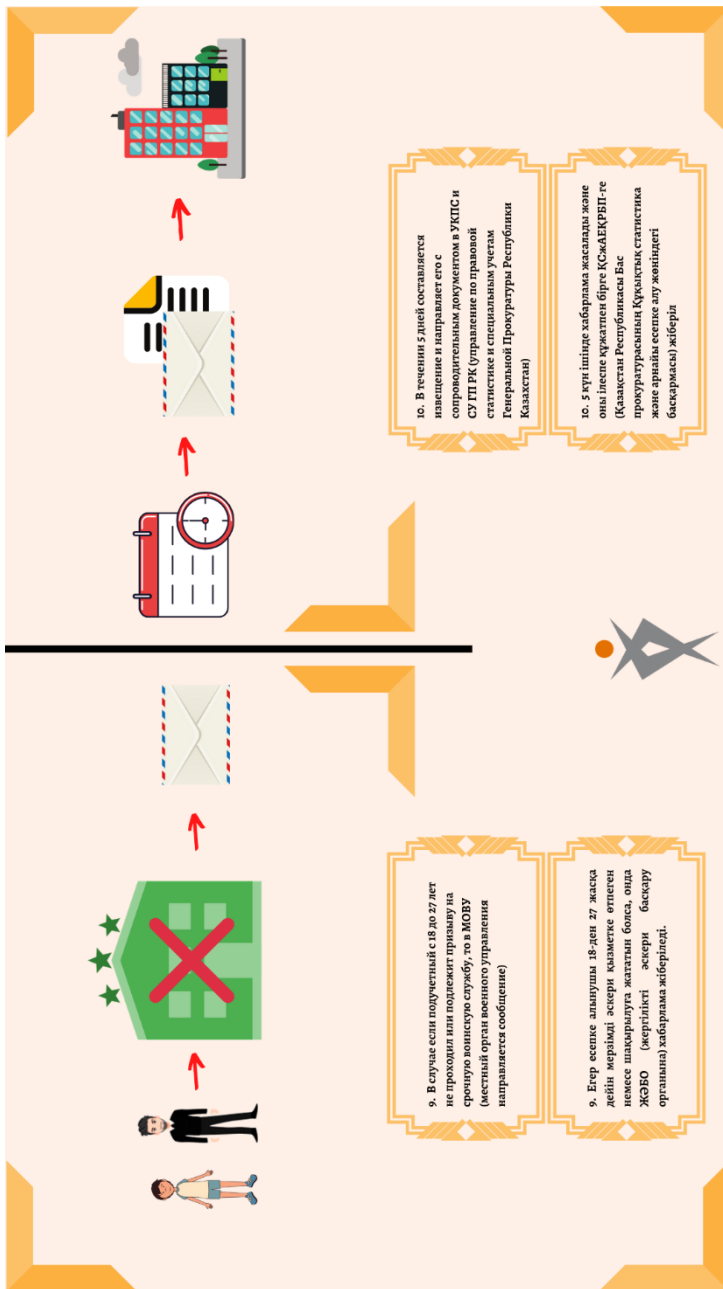 9. В случае если подучетный с 18 до 27 лет
не проходил или подлежит призыву на
срочную воинскую службу, то в МОВУ
(местный орган военного управления
направляется сообщение)
9. Егер есепке алынушы 18-ден 27 жасқа
дейін мерзімді әскери қызметке өтпеген
немесе шақырылуға жататын болса, онда
ЖӘБО (жергілікті әскери басқару
органына) хабарлама жіберіледі.
10. В течении 5 дней составляется
извещение и направляет его с
сопроводительным документом в УКПС и
СУ ГП РК (управление по правовой
статистике и специальным учетам
Генеральной Прокуратуры Республики
Казахстан)
10. 5 күн ішінде хабарлама жасалады және
оны ілеспе құжатпен бірге ҚСжАЕҚРБП-ге
(Қазақстан Республикасы Бас
прокуратурасының Құқықтық статистика
және арнайы есепке алу жөніндегі
басқармасы) жіберіл